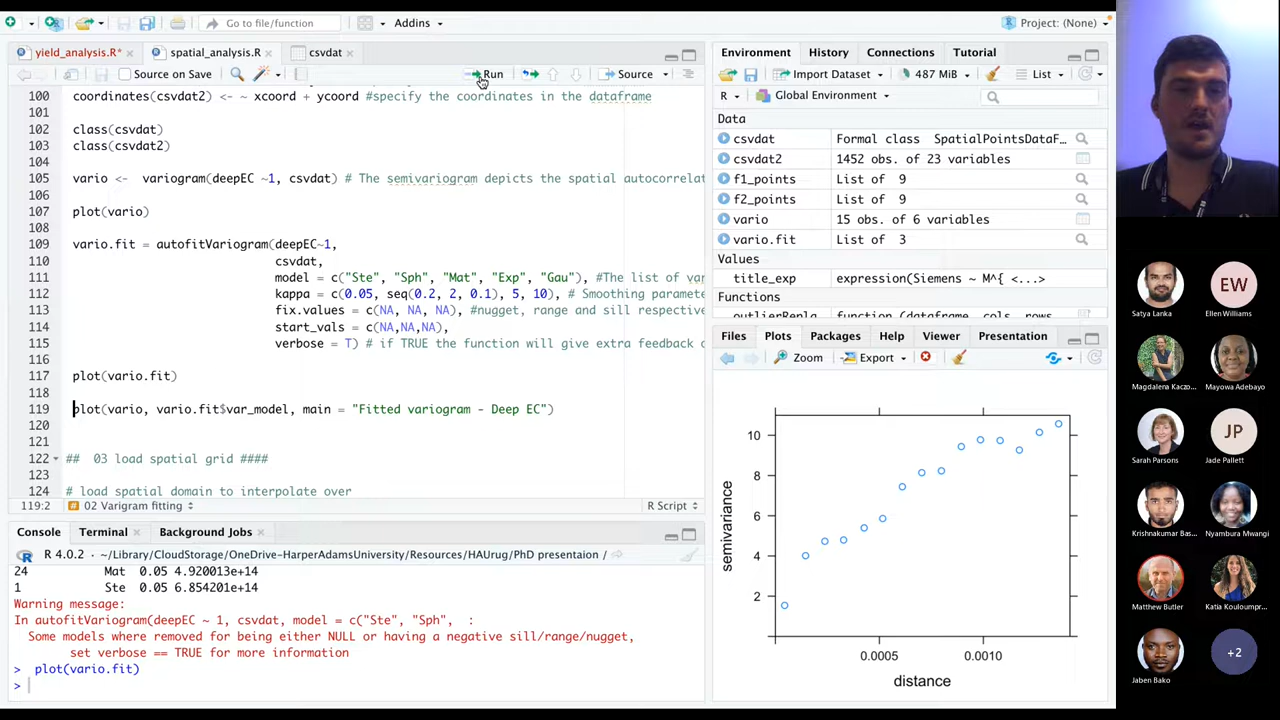 Go to file/function
Addins
Project: (None)
yield_analysis.R*
spatial_analysis.R
csvdat
Source on Save
Run
Source
100 coordinates(csvdat2) <- ~ xcoord + ycoord #specify the coordinates in the dataframe
101
102 class(csvdat)
103 class(csvdat2)
104
105 vario <- variogram(deepEC ~1, csvdat) # The semivariogram depicts the spatial autocorrelat
106
107 plot(vario)
108
109 vario.fit = autofitVariogram(deepEC~1,
110 csvdat,
111 model = c("Ste", "Sph", "Mat", "Exp", "Gau"), #The list of var
112 kappa = c(0.05, seq(0.2, 2, 0.1), 5, 10), # Smoothing paramete
113 fix.values = c(NA, NA, NA), #nugget, range and sill respective
114 start_vals = c(NA,NA,NA),
115 verbose = T) # if TRUE the function will give extra feedback o
116
117 plot(vario.fit)
118
119 plot(vario, vario.fit$var_model, main = "Fitted variogram - Deep EC")
120
121
122 ## 03 load spatial grid ####
123
124 # load spatial domain to interpolate over
119:2 # 02 Varigram fitting
R Script
Console Terminal Background Jobs
R 4.0.2 · ~/Library/CloudStorage/OneDrive-HarperAdamsUniversity/Resources/HAUrug/PhD presentaion /
24 Mat 0.05 4.920013e+14
1 Ste 0.05 6.854201e+14
Warning message:
In autofitVariogram(deepEC ~ 1, csvdat, model = c("Ste", "Sph", :
Some models where removed for being either NULL or having a negative sill/range/nugget,
set verbose == TRUE for more information
> plot(vario.fit)
>
Environment History Connections Tutorial
Import Dataset
487 MiB
List
R
Global Environment
Data
csvdat Formal class SpatialPointsDataF…
csvdat2 1452 obs. of 23 variables
f1_points List of 9
f2_points List of 9
vario 15 obs. of 6 variables
vario.fit List of 3
Values
title_exp expression(Siemens ~ M^{ <...>
Functions
Files Plots Packages Help Viewer Presentation
Zoom
Export
semivariance
10
8
6
4
2
0.0005 0.0010
distance
Satya Lanka
EW
Ellen Williams
Magdalena Kaczo...
Mayowa Adebayo
Sarah Parsons
JP
Jade Pallett
Krishnakumar Bas...
Nyambura Mwangi
Matthew Butler
Katia Kouloumpr...
Jaben Bako
+2